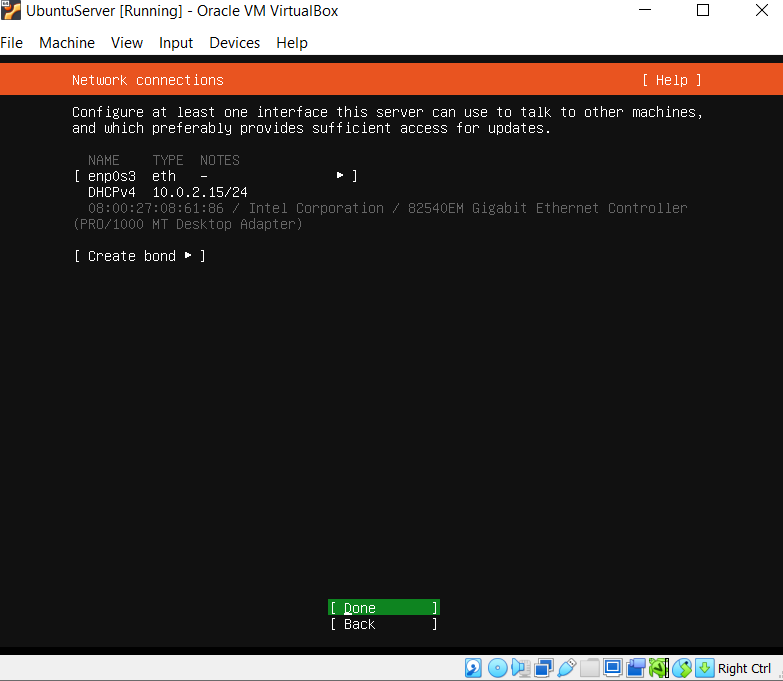 UbuntuServer [Running] - Oracle VM VirtualBox
File Machine View Input Devices Help
Network connections [ Help ]
Configure at least one interface this server can use to talk to other machines,
and which preferably provides sufficient access for updates.
NAME TYPE NOTES
[ enp0s3 eth - ▸ ]
DHCPv4 10.0.2.15/24
08:00:27:08:61:86 / Intel Corporation / 82540EM Gigabit Ethernet Controller
(PRO/1000 MT Desktop Adapter)
[ Create bond ▸ ]
[ Done ]
[ Back ]
Right Ctrl